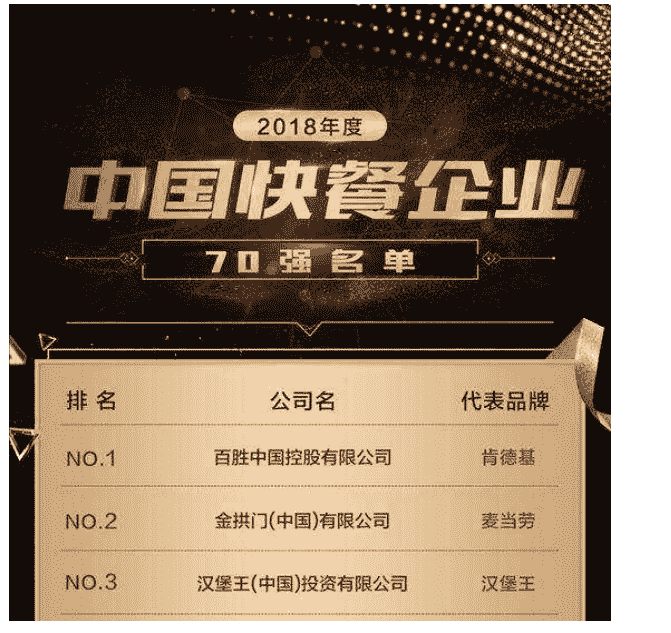 2018年度
中国快餐企业
70强名单
排名 公司名 代表品牌
NO.1 百胜中国控股有限公司 肯德基
NO.2 金拱门(中国)有限公司 麦当劳
NO.3 汉堡王(中国)投资有限公司 汉堡王